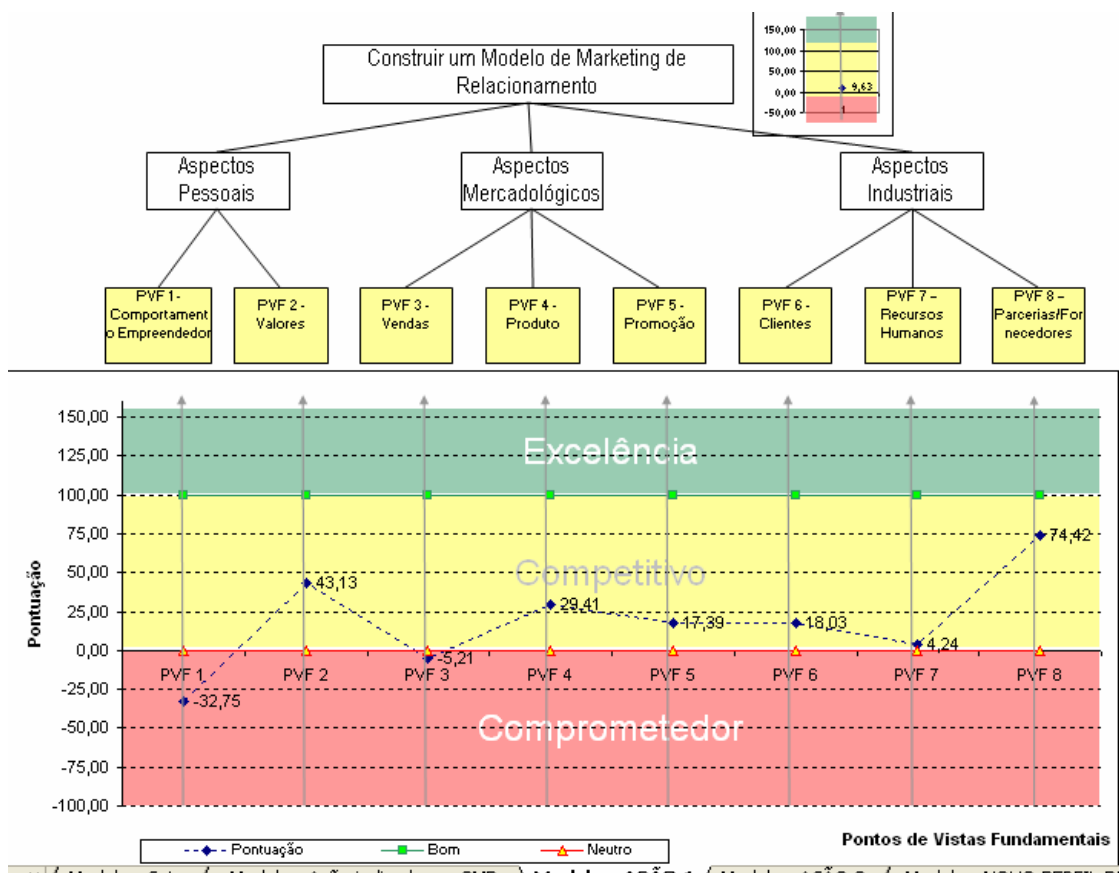 Construir um Modelo de Marketing de
Relacionamento
150,00
100,00
50,00
0,00
-50,00
9,63
1
Aspectos
Pessoais
Aspectos
Mercadológicos
Aspectos
Industriais
PVF 1-
Comportament
o Empreendedor
PVF 2 -
Valores
PVF 3 -
Vendas
PVF 4 -
Produto
PVF 5 -
Promoção
PVF 6 -
Clientes
PVF 7 –
Recursos
Humanos
PVF 8 –
Parcerias/For
necedores
Pontuação
150,00
125,00
100,00
75,00
50,00
25,00
0,00
-25,00
-50,00
-75,00
-100,00
Excelência
Competitivo
Comprometedor
-32,75
43,13
-5,21
29,41
17,39
18,03
4,24
74,42
PVF 1
PVF 2
PVF 3
PVF 4
PVF 5
PVF 6
PVF 7
PVF 8
Pontos de Vistas Fundamentais
Pontuação
Bom
Neutro